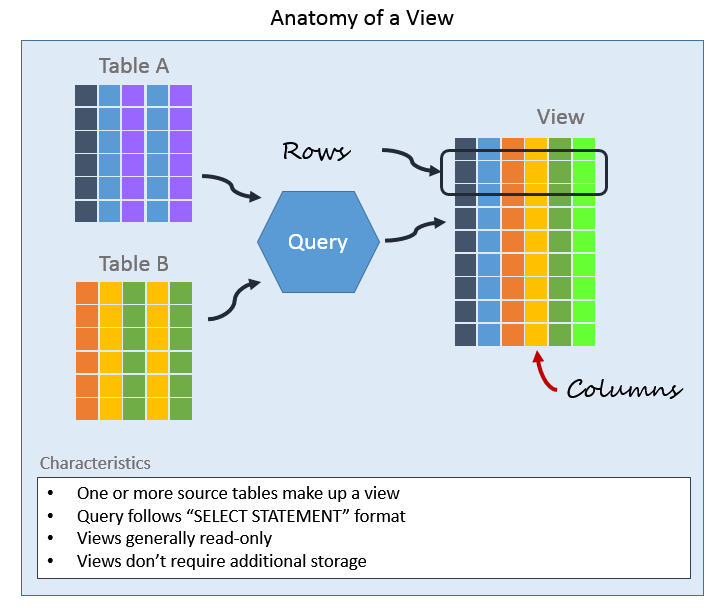 Anatomy of a View
Table A
View
Rows
Query
Table B
Columns
Characteristics
• One or more source tables make up a view
• Query follows “SELECT STATEMENT” format
• Views generally read-only
• Views don’t require additional storage